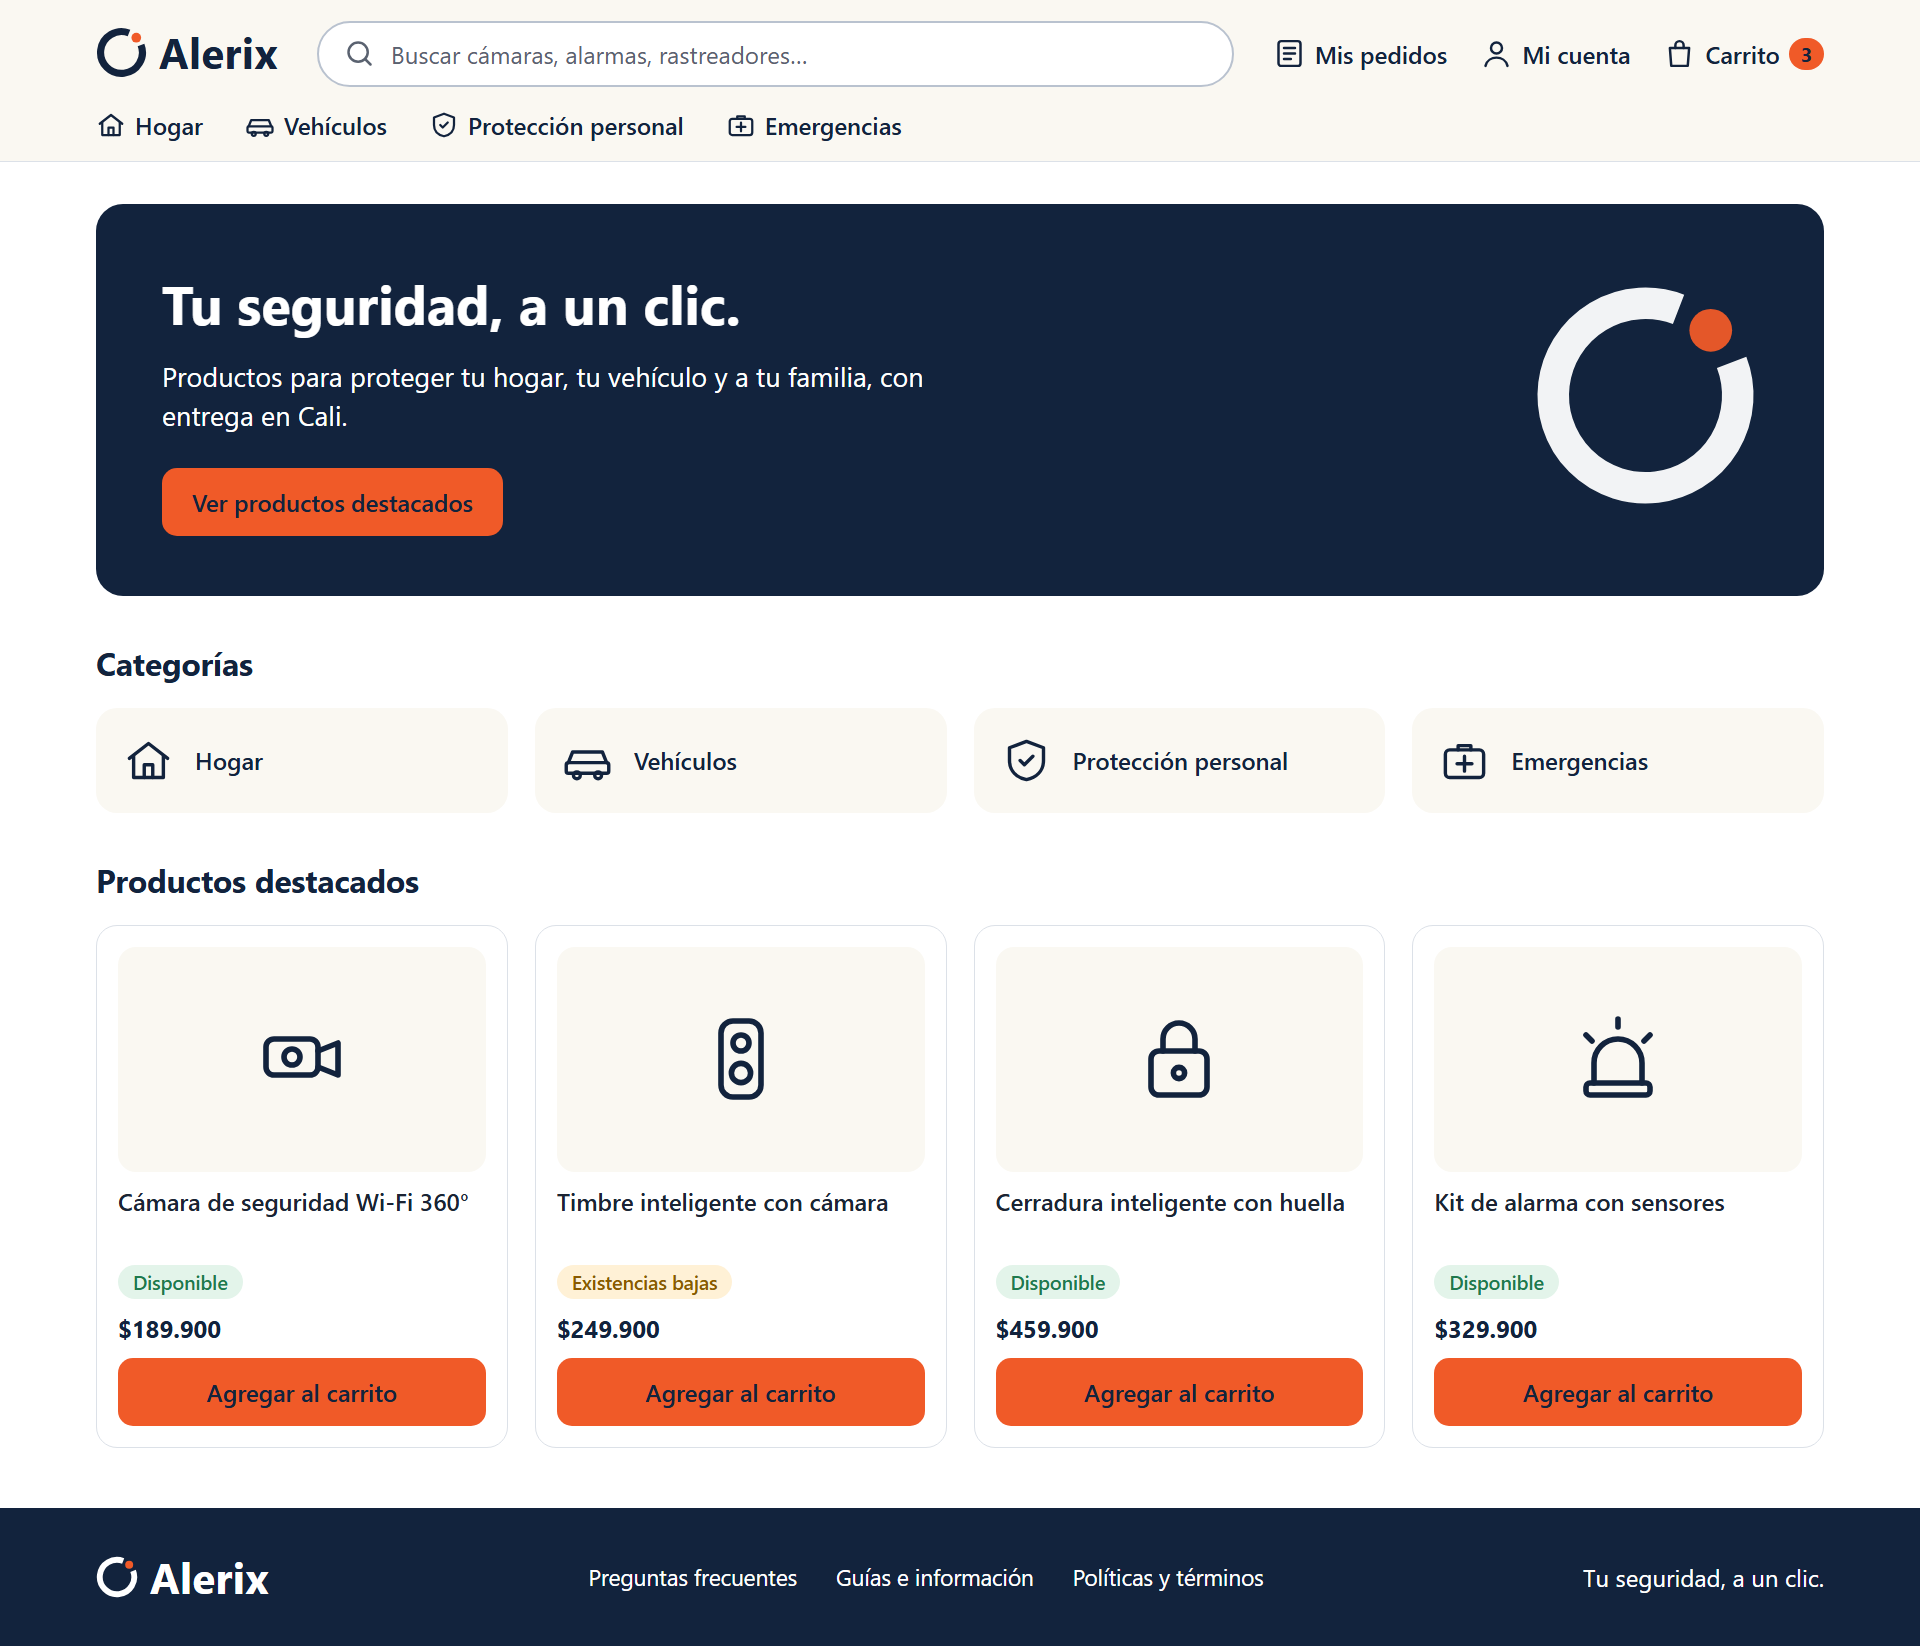 Alerix
Buscar cámaras, alarmas, rastreadores...
Mis pedidos
Mi cuenta
Carrito 3
Hogar
Vehículos
Protección personal
Emergencias
Tu seguridad, a un clic.
Productos para proteger tu hogar, tu vehículo y a tu familia, con
entrega en Cali.
Ver productos destacados
Categorías
Hogar
Vehículos
Protección personal
Emergencias
Productos destacados
Cámara de seguridad Wi-Fi 360°
Disponible
$189.900
Agregar al carrito
Timbre inteligente con cámara
Existencias bajas
$249.900
Agregar al carrito
Cerradura inteligente con huella
Disponible
$459.900
Agregar al carrito
Kit de alarma con sensores
Disponible
$329.900
Agregar al carrito
Alerix
Preguntas frecuentes
Guías e información
Políticas y términos
Tu seguridad, a un clic.